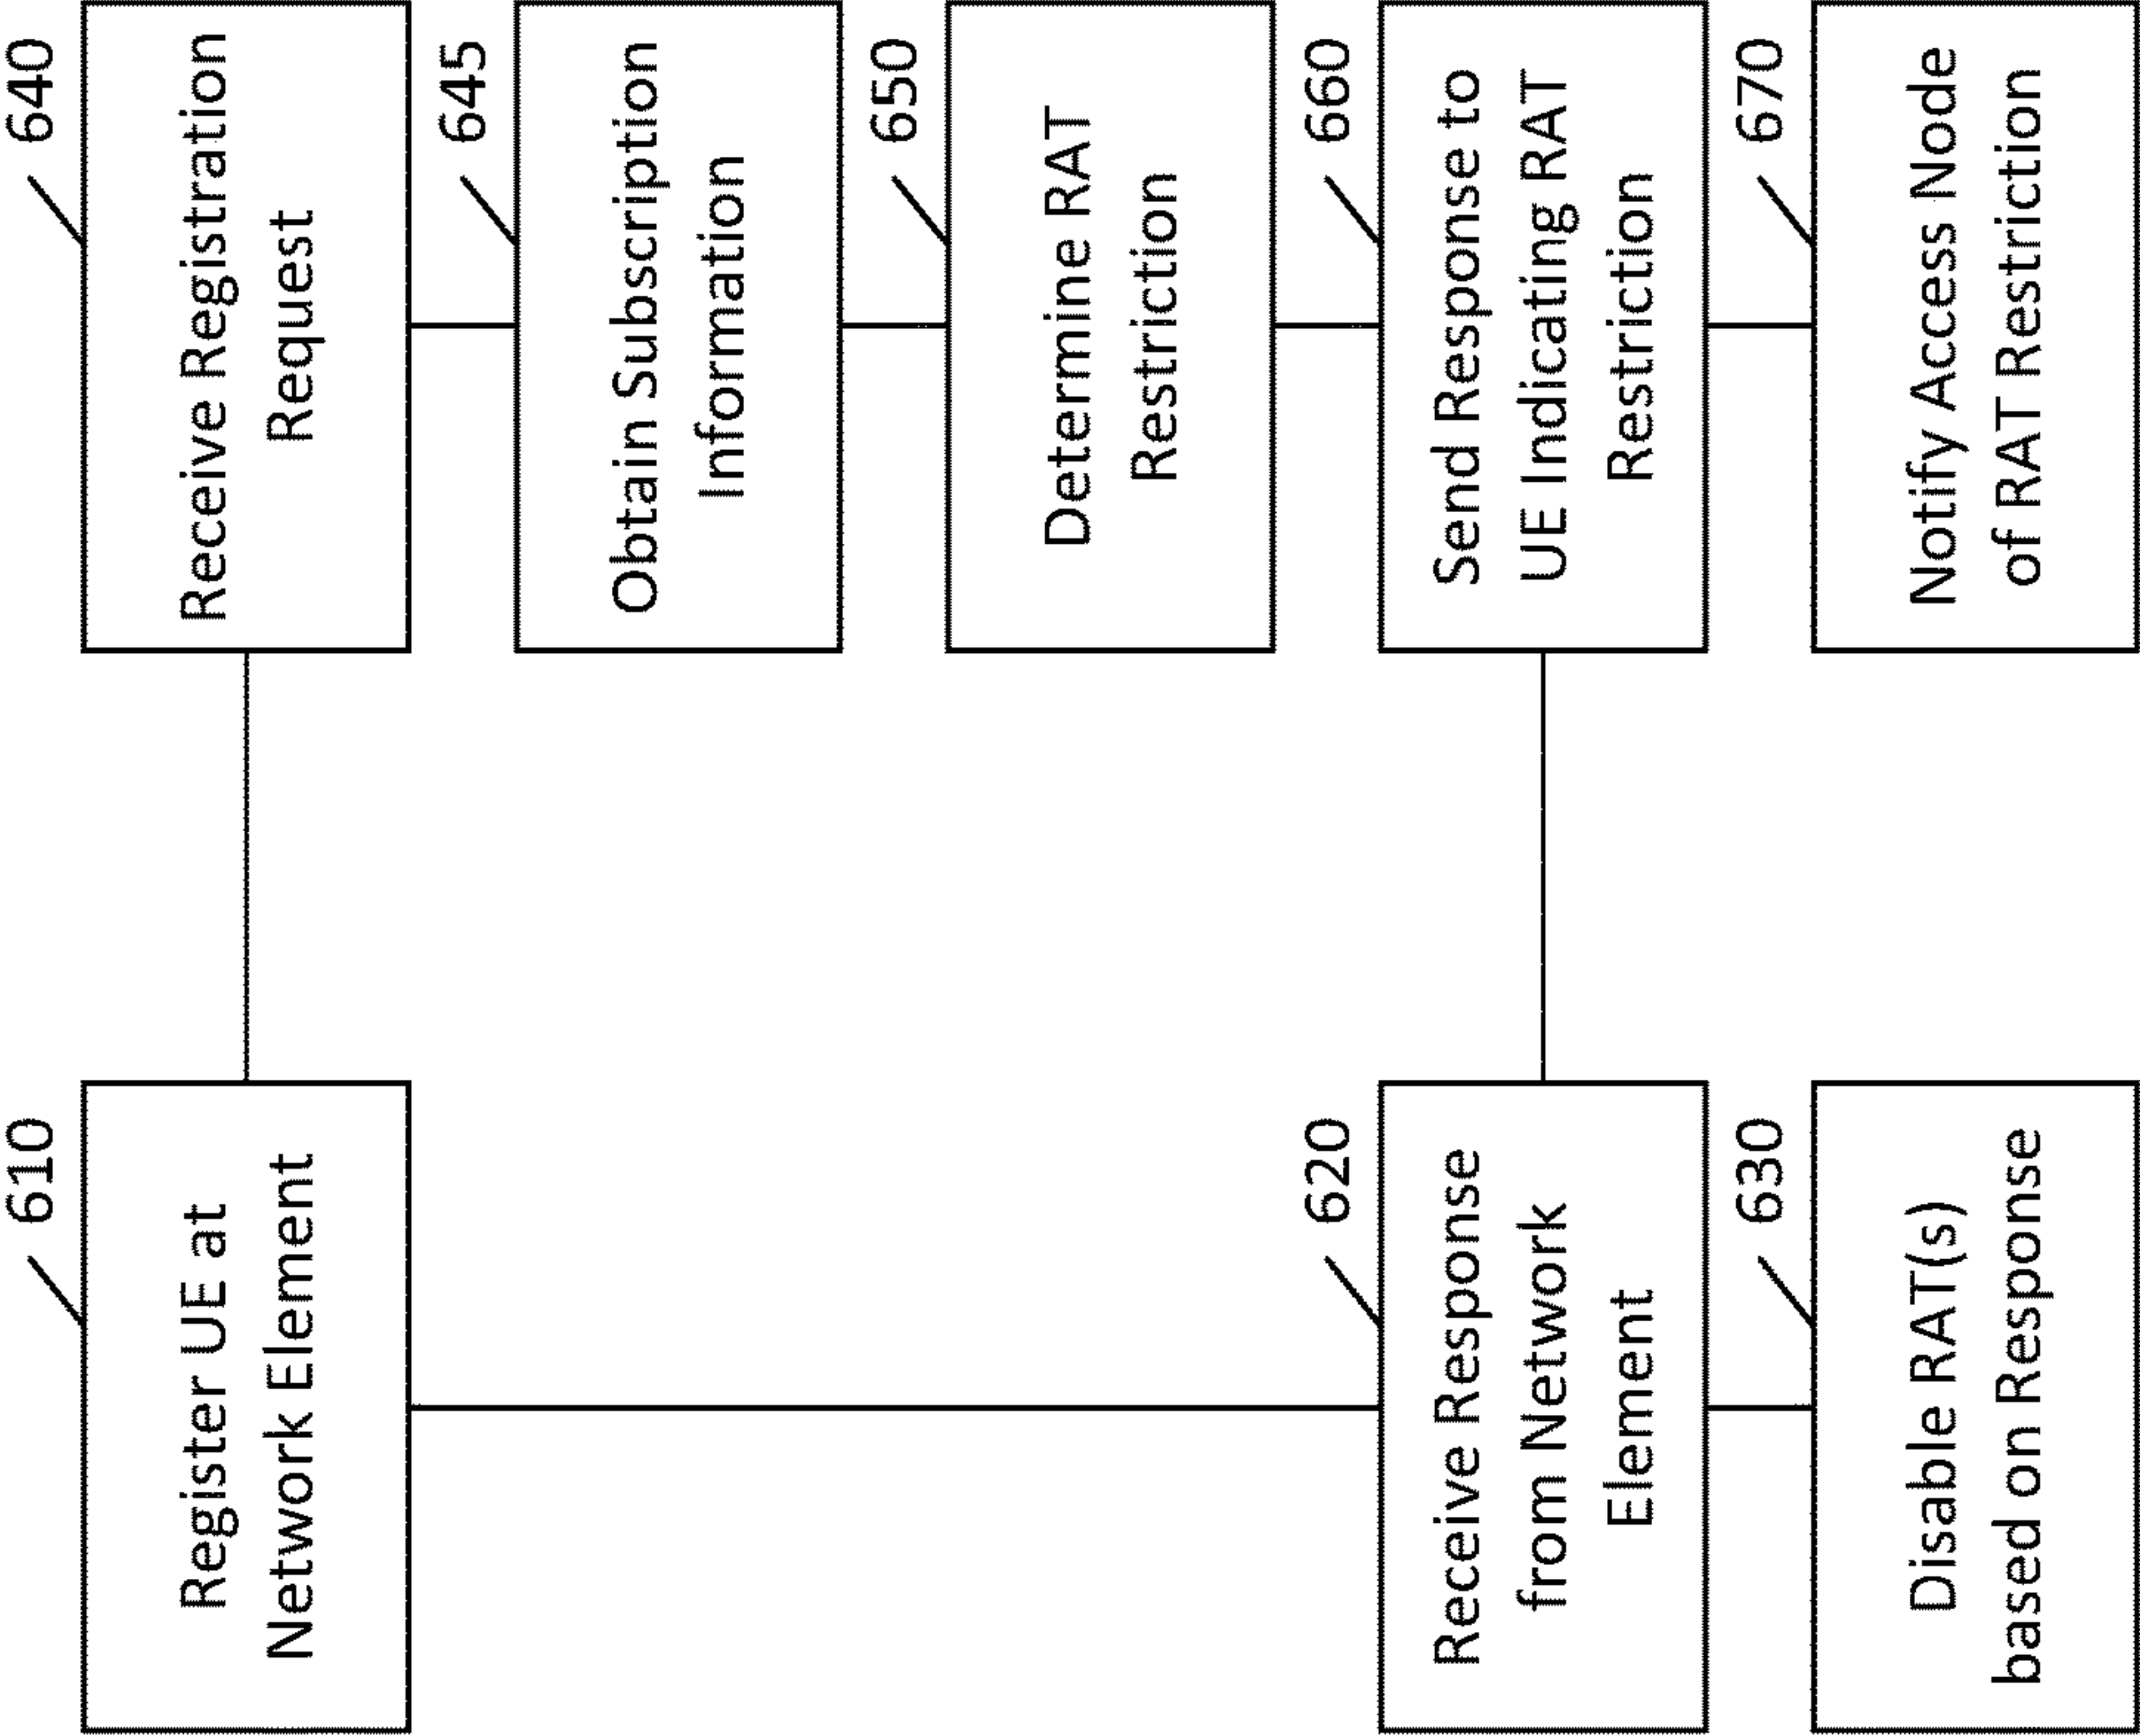 610
Register UE at
Network Element
620
Receive Response
from Network
Element
630
Disable RAT(s)
based on Response
640
Receive Registration
Request
645
Obtain Subscription
Information
650
Determine RAT
Restriction
660
Send Response to
UE Indicating RAT
Restriction
670
Notify Access Node
of RAT Restriction